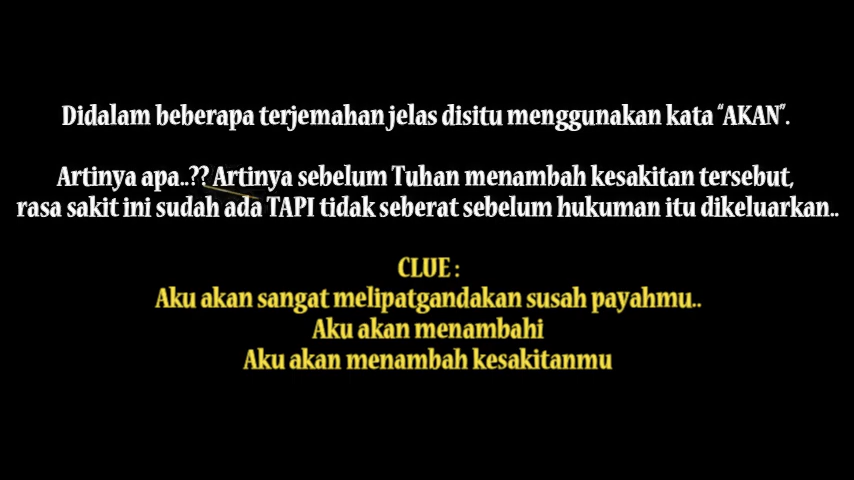 Didalam beberapa terjemahan jelas disitu menggunakan kata “AKAN”.
Artinya apa..?? Artinya sebelum Tuhan menambah kesakitan tersebut,
rasa sakit ini sudah ada TAPI tidak seberat sebelum hukuman itu dikeluarkan..
CLUE :
Aku akan sangat melipatgandakan susah payahmu..
Aku akan menambahi
Aku akan menambah kesakitanmu